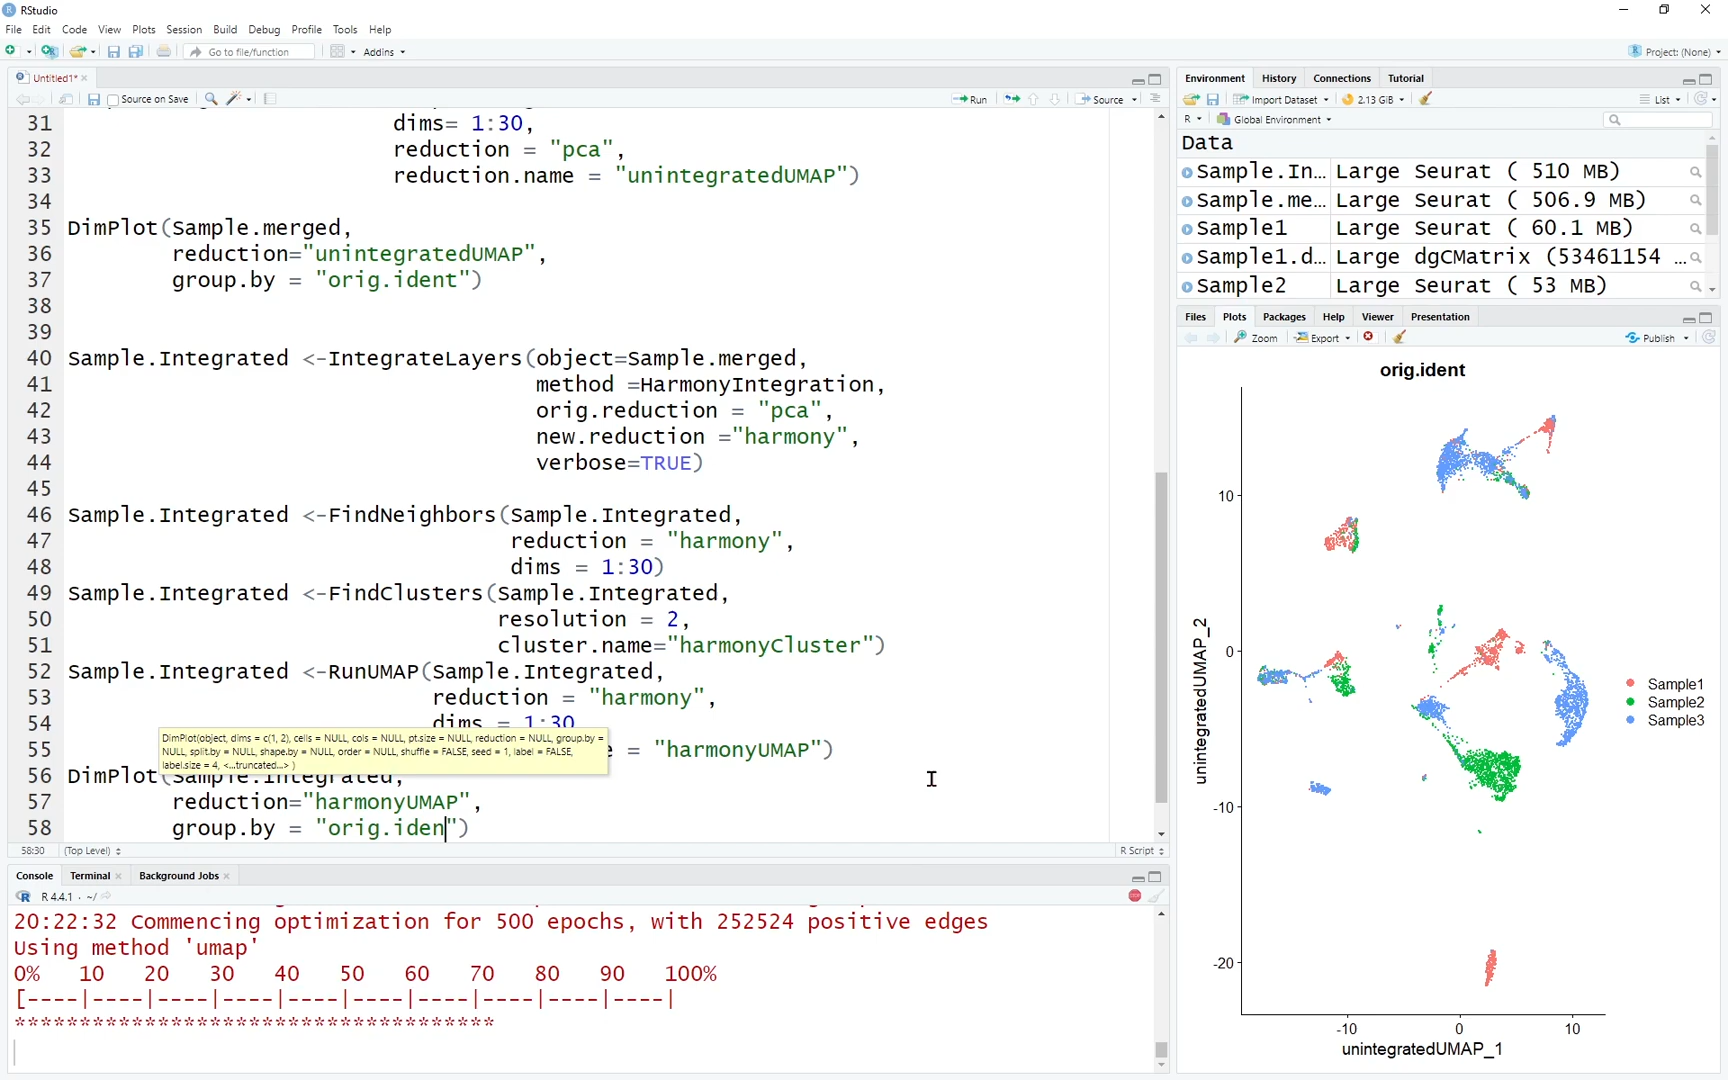 RStudio
File Edit Code View Plots Session Build Debug Profile Tools Help
Go to file/function Addins Project: (None)
Untitled1*
Source on Save Run Source
31 dims= 1:30,
32 reduction = "pca",
33 reduction.name = "unintegratedUMAP")
34
35 DimPlot(Sample.merged,
36 reduction="unintegratedUMAP",
37 group.by = "orig.ident")
38
39
40 Sample.Integrated <-IntegrateLayers(object=Sample.merged,
41 method =HarmonyIntegration,
42 orig.reduction = "pca",
43 new.reduction ="harmony",
44 verbose=TRUE)
45
46 Sample.Integrated <-FindNeighbors(Sample.Integrated,
47 reduction = "harmony",
48 dims = 1:30)
49 Sample.Integrated <-FindClusters(Sample.Integrated,
50 resolution = 2,
51 cluster.name="harmonyCluster")
52 Sample.Integrated <-RunUMAP(Sample.Integrated,
53 reduction = "harmony",
54 dims = 1:30
DimPlot(object, dims = c(1, 2), cells = NULL, cols = NULL, pt.size = NULL, reduction = NULL, group.by =
NULL, split.by = NULL, shape.by = NULL, order = NULL, shuffle = FALSE, seed = 1, label = FALSE,
label.size = 4, <...truncated...> )
55 = "harmonyUMAP")
56 DimPlot(Sample.Integrated,
57 reduction="harmonyUMAP",
58 group.by = "orig.iden")
58:30 (Top Level) R Script
Console Terminal Background Jobs
R 4.4.1 · ~/
20:22:32 Commencing optimization for 500 epochs, with 252524 positive edges
Using method 'umap'
0% 10 20 30 40 50 60 70 80 90 100%
[----|----|----|----|----|----|----|----|----|----|
*************************************
Environment History Connections Tutorial
Import Dataset 2.13 GiB List
R Global Environment
Data
Sample.In… Large Seurat ( 510 MB)
Sample.me… Large Seurat ( 506.9 MB)
Sample1 Large Seurat ( 60.1 MB)
Sample1.d… Large dgCMatrix (53461154 …
Sample2 Large Seurat ( 53 MB)
Files Plots Packages Help Viewer Presentation
Zoom Export Publish
orig.ident
10
0
-10
-20
unintegratedUMAP_2
Sample1
Sample2
Sample3
-10 0 10
unintegratedUMAP_1